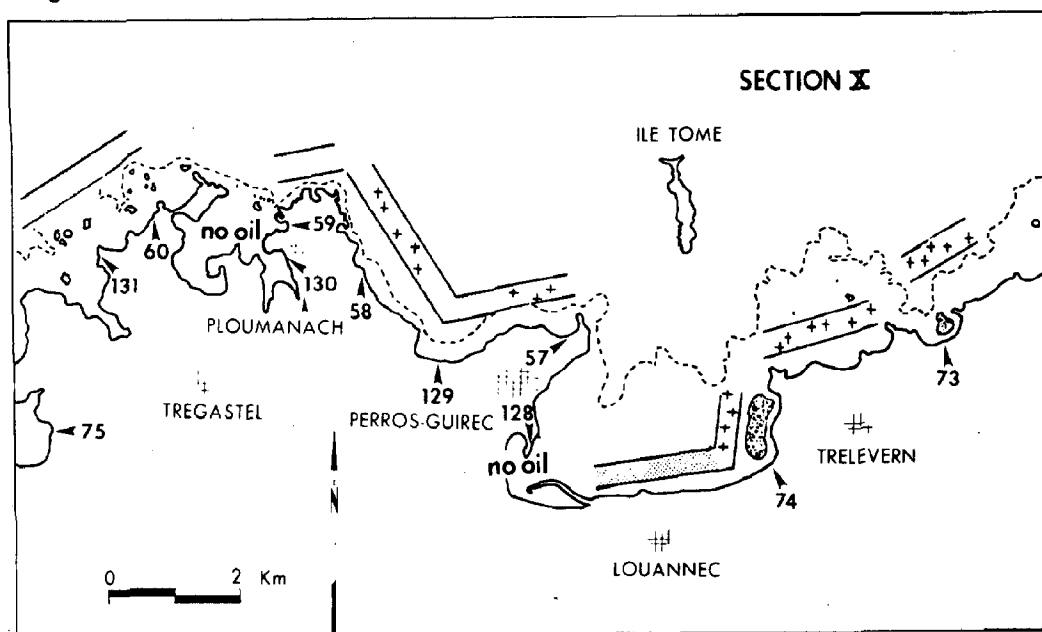 SECTION X
ILE TOME
59
no oil
60
130
131
58
PLOUMANACH
57
73
129
TREGASTEL
128
PERROS-GUIREC
75
TRELEVERN
no oil
74
LOUANNEC
0 2 Km